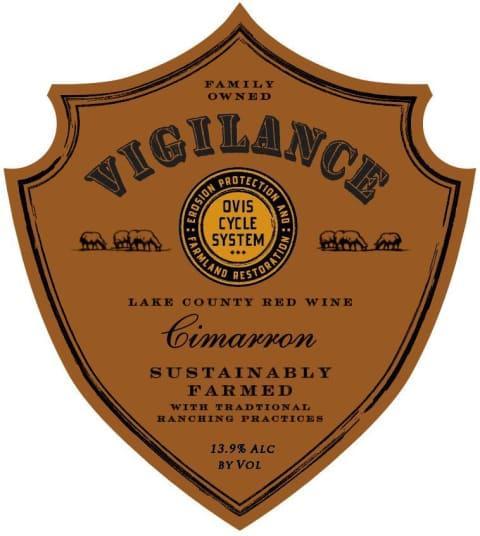 FAMILY
OWNED
VIGILANCE
EROSION PROTECTION AND
FARMLAND RESTORATION
OVIS
CYCLE
SYSTEM
LAKE COUNTY RED WINE
Cimarron
SUSTAINABLY
FARMED
WITH TRADTIONAL
RANCHING PRACTICES
13.9% ALC
BY VOL